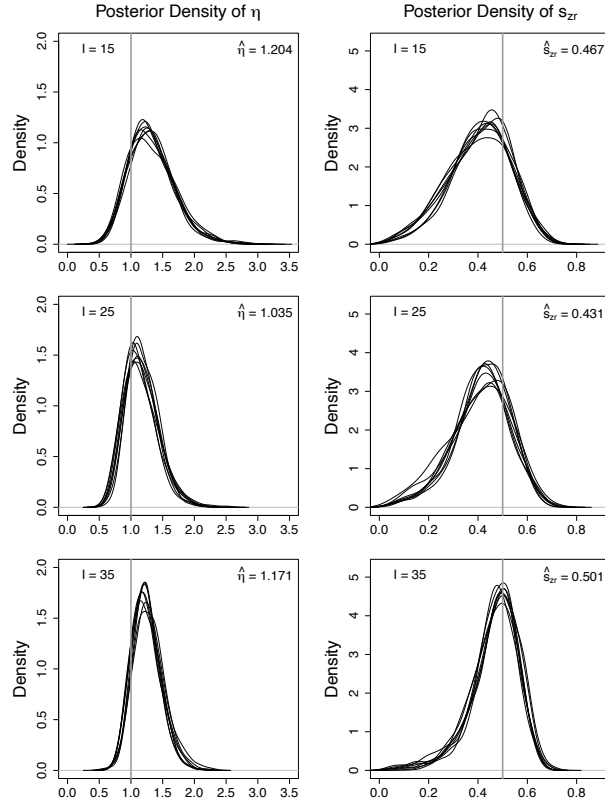 Posterior Density of η
Posterior Density of s_zr
I = 15
η̂ = 1.204
Density
0.0 0.5 1.0 1.5 2.0
0.0 0.5 1.0 1.5 2.0 2.5 3.0 3.5
I = 15
ŝ_zr = 0.467
Density
0 1 2 3 4 5
0.0 0.2 0.4 0.6 0.8
I = 25
η̂ = 1.035
Density
0.0 0.5 1.0 1.5 2.0
0.0 0.5 1.0 1.5 2.0 2.5 3.0 3.5
I = 25
ŝ_zr = 0.431
Density
0 1 2 3 4 5
0.0 0.2 0.4 0.6 0.8
I = 35
η̂ = 1.171
Density
0.0 0.5 1.0 1.5 2.0
0.0 0.5 1.0 1.5 2.0 2.5 3.0 3.5
I = 35
ŝ_zr = 0.501
Density
0 1 2 3 4 5
0.0 0.2 0.4 0.6 0.8